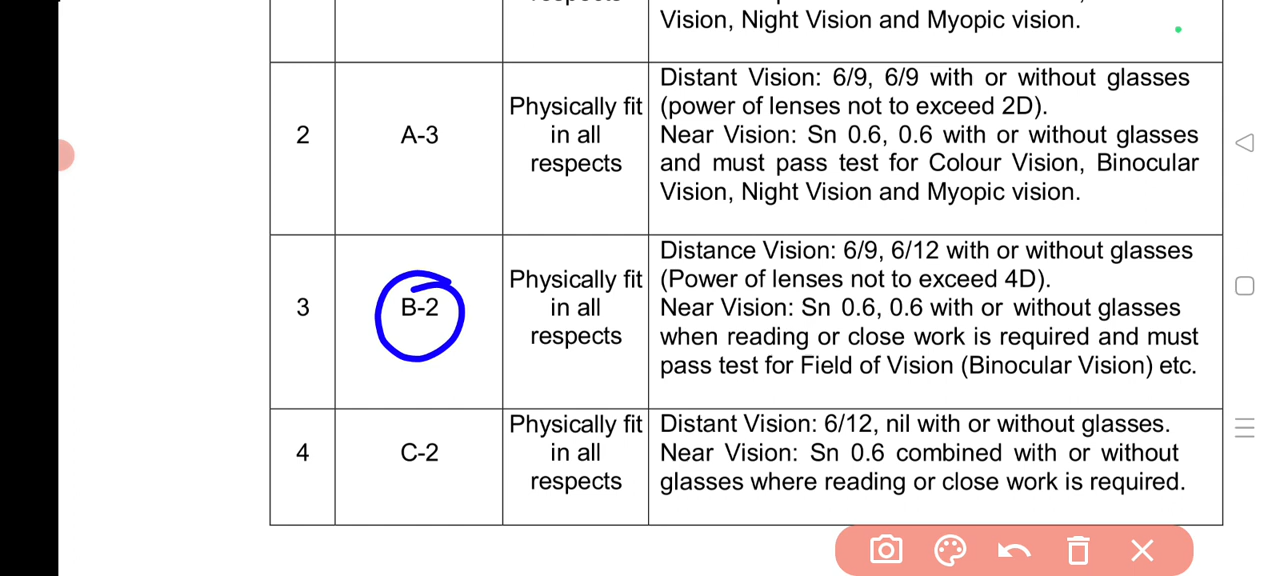 Vision, Night Vision and Myopic vision.
2
A-3
Physically fit
in all
respects
Distant Vision: 6/9, 6/9 with or without glasses
(power of lenses not to exceed 2D).
Near Vision: Sn 0.6, 0.6 with or without glasses
and must pass test for Colour Vision, Binocular
Vision, Night Vision and Myopic vision.
3
B-2
Physically fit
in all
respects
Distance Vision: 6/9, 6/12 with or without glasses
(Power of lenses not to exceed 4D).
Near Vision: Sn 0.6, 0.6 with or without glasses
when reading or close work is required and must
pass test for Field of Vision (Binocular Vision) etc.
4
C-2
Physically fit
in all
respects
Distant Vision: 6/12, nil with or without glasses.
Near Vision: Sn 0.6 combined with or without
glasses where reading or close work is required.